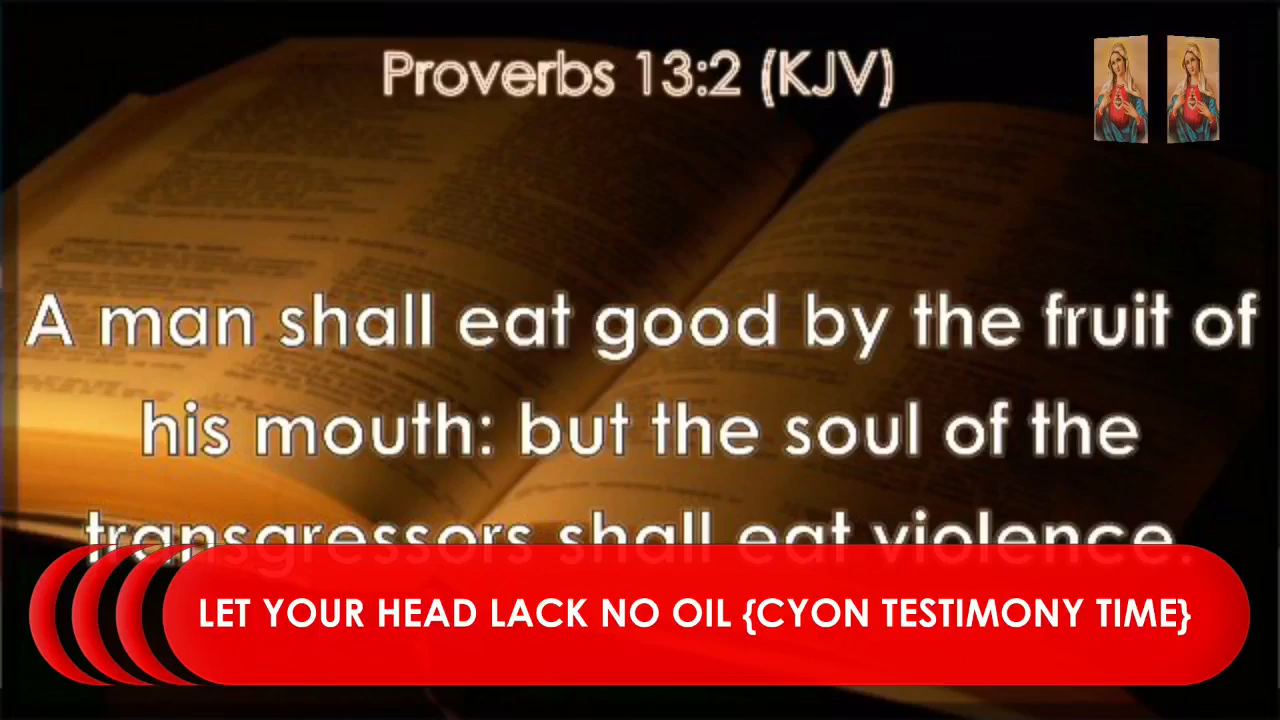 Proverbs 13:2 (KJV)
A man shall eat good by the fruit of
his mouth: but the soul of the
transgressors shall eat violence.
LET YOUR HEAD LACK NO OIL {CYON TESTIMONY TIME}